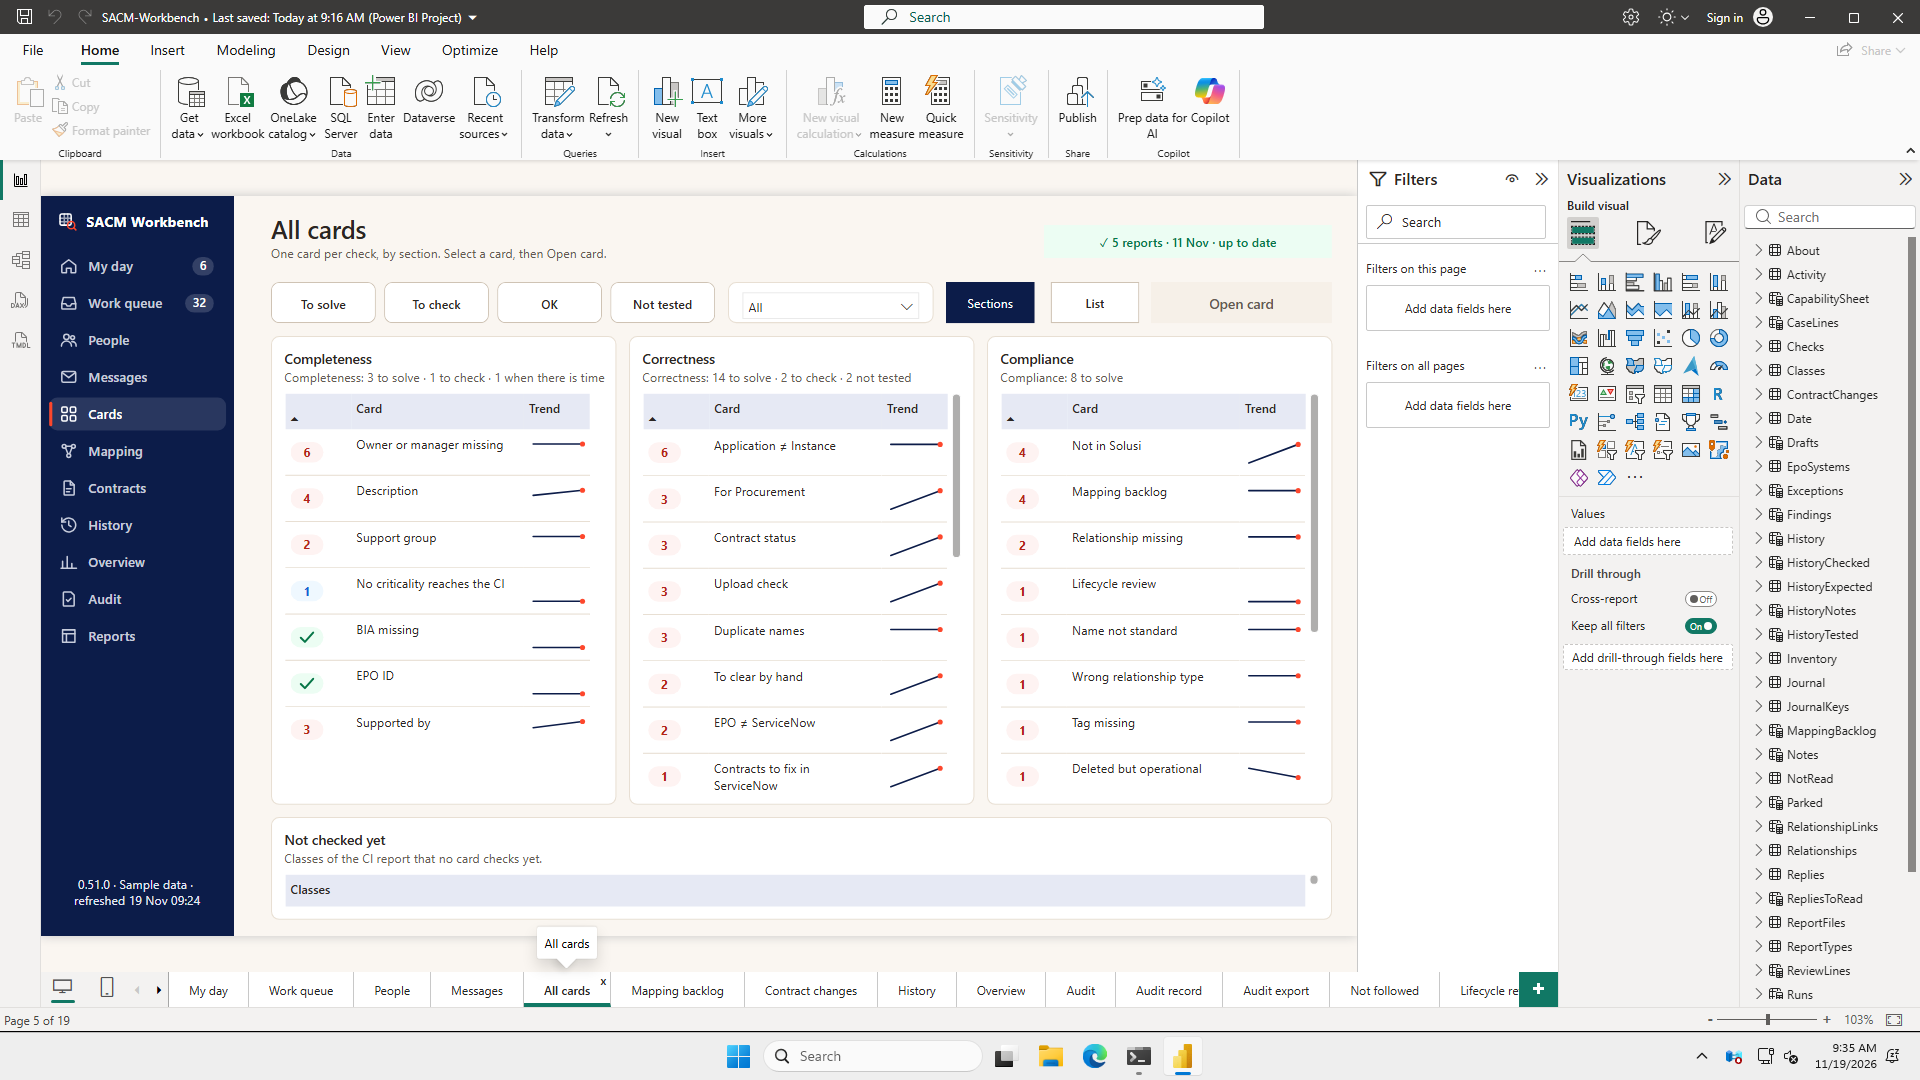 SACM-Workbench • Last saved: Today at 9:16 AM (Power BI Project)
Search
Sign in
File
Home
Insert
Modeling
Design
View
Optimize
Help
Share
Paste
Cut
Copy
Format painter
Clipboard
Get data
Excel workbook
OneLake catalog
SQL Server
Enter data
Dataverse
Recent sources
Data
Transform data
Refresh
Queries
New visual
Text box
More visuals
Insert
New visual calculation
New measure
Quick measure
Calculations
Sensitivity
Sensitivity
Publish
Share
Prep data for AI
Copilot
Copilot
SACM Workbench
My day 6
Work queue 32
People
Messages
Cards
Mapping
Contracts
History
Overview
Audit
Reports
0.51.0 · Sample data ·
refreshed 19 Nov 09:24
All cards
One card per check, by section. Select a card, then Open card.
✓ 5 reports · 11 Nov · up to date
To solve
To check
OK
Not tested
All
Sections
List
Open card
Completeness
Completeness: 3 to solve · 1 to check · 1 when there is time
Card Trend
6 Owner or manager missing
4 Description
2 Support group
1 No criticality reaches the CI
BIA missing
EPO ID
3 Supported by
Correctness
Correctness: 14 to solve · 2 to check · 2 not tested
Card Trend
6 Application ≠ Instance
3 For Procurement
3 Contract status
3 Upload check
3 Duplicate names
2 To clear by hand
2 EPO ≠ ServiceNow
1 Contracts to fix in
ServiceNow
Compliance
Compliance: 8 to solve
Card Trend
4 Not in Solusi
4 Mapping backlog
2 Relationship missing
1 Lifecycle review
1 Name not standard
1 Wrong relationship type
1 Tag missing
1 Deleted but operational
Not checked yet
Classes of the CI report that no card checks yet.
Classes
All cards
My day
Work queue
People
Messages
All cards x
Mapping backlog
Contract changes
History
Overview
Audit
Audit record
Audit export
Not followed
Lifecycle re
+
Page 5 of 19
- + 103%
Filters
Search
Filters on this page ...
Add data fields here
Filters on all pages ...
Add data fields here
Visualizations
Build visual
123
R
Py
...
Values
Add data fields here
Drill through
Cross-report Off
Keep all filters On
Add drill-through fields here
Data
Search
About
Activity
CapabilitySheet
CaseLines
Checks
Classes
ContractChanges
Date
Drafts
EpoSystems
Exceptions
Findings
History
HistoryChecked
HistoryExpected
HistoryNotes
HistoryTested
Inventory
Journal
JournalKeys
MappingBacklog
Notes
NotRead
Parked
RelationshipLinks
Relationships
Replies
RepliesToRead
ReportFiles
ReportTypes
ReviewLines
Runs
DAX
TMDL
Search
9:35 AM
11/19/2026